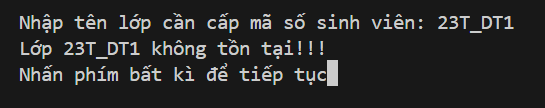 Nhập tên lớp cần cấp mã số sinh viên: 23T_DT1
Lớp 23T_DT1 không tồn tại!!!
Nhấn phím bất kì để tiếp tục